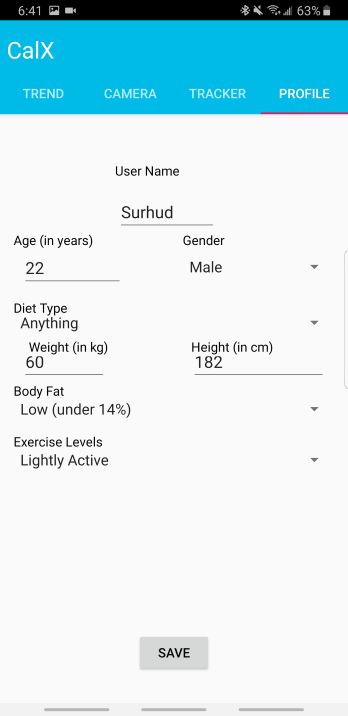 6:41 63%
CalX
TREND CAMERA TRACKER PROFILE
User Name
Surhud
Age (in years) Gender
22 Male
Diet Type
Anything
Weight (in kg) Height (in cm)
60 182
Body Fat
Low (under 14%)
Exercise Levels
Lightly Active
SAVE